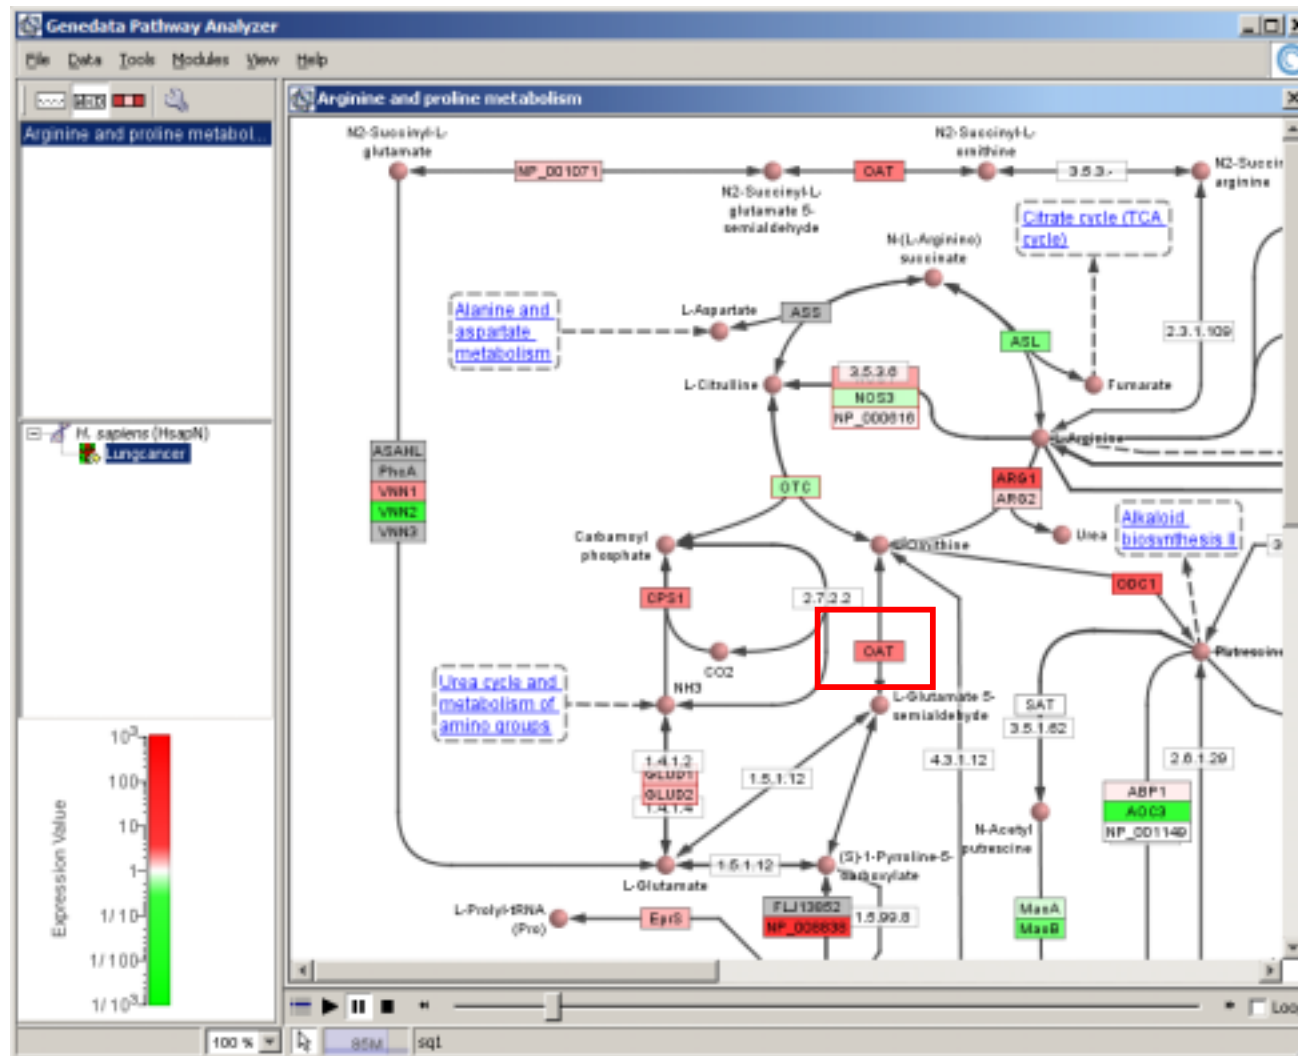 Genedata Pathway Analyzer
File Data Tools Modules View Help
Arginine and proline metabol...
Arginine and proline metabolism
N2-Succinyl-L-
glutamate
NP_001071
N2-Succinyl-L-
glutamate 5-
semialdehyde
OAT
N2-Succinyl-L-
ornithine
3.5.3.-
N2-Succin
arginine
Citrate cycle (TCA
cycle)
N-(L-Arginino)
succinate
Alanine and
aspartate
metabolism
L-Aspartate
ASS
ASL
2.3.1.109
Fumarate
L-Citrulline
3.5.3.6
NOS3
NP_000616
L-Arginine
H. sapiens (HsapN)
Lungcancer
ASAHL
PhoA
VNN1
VNN2
VNN3
OTC
ARG1
ARG2
Urea
Alkaloid
biosynthesis II
Carbamoyl
phosphate
L-Ornithine
3
ODC1
CPS1
2.7.2.2
OAT
CO2
Putrescine
Urea cycle and
metabolism of
amino groups
NH3
L-Glutamate 5-
semialdehyde
SAT
3.5.1.62
1.4.1.2
GLUD1
GLUD2
1.4.1.4
1.5.1.12
4.3.1.12
2.6.1.29
ABP1
AOC3
NP_001149
N-Acetyl
putrescine
L-Glutamate
1.5.1.12
(S)-1-Pyrroline-5-
carboxylate
L-Prolyl-tRNA
(Pro)
EprS
FLJ13852
1.5.99.8
MaoA
MaoB
Expression Value
10³
100
10
1
1/10
1/100
1/10³
Loo
100 %
85M
sqt